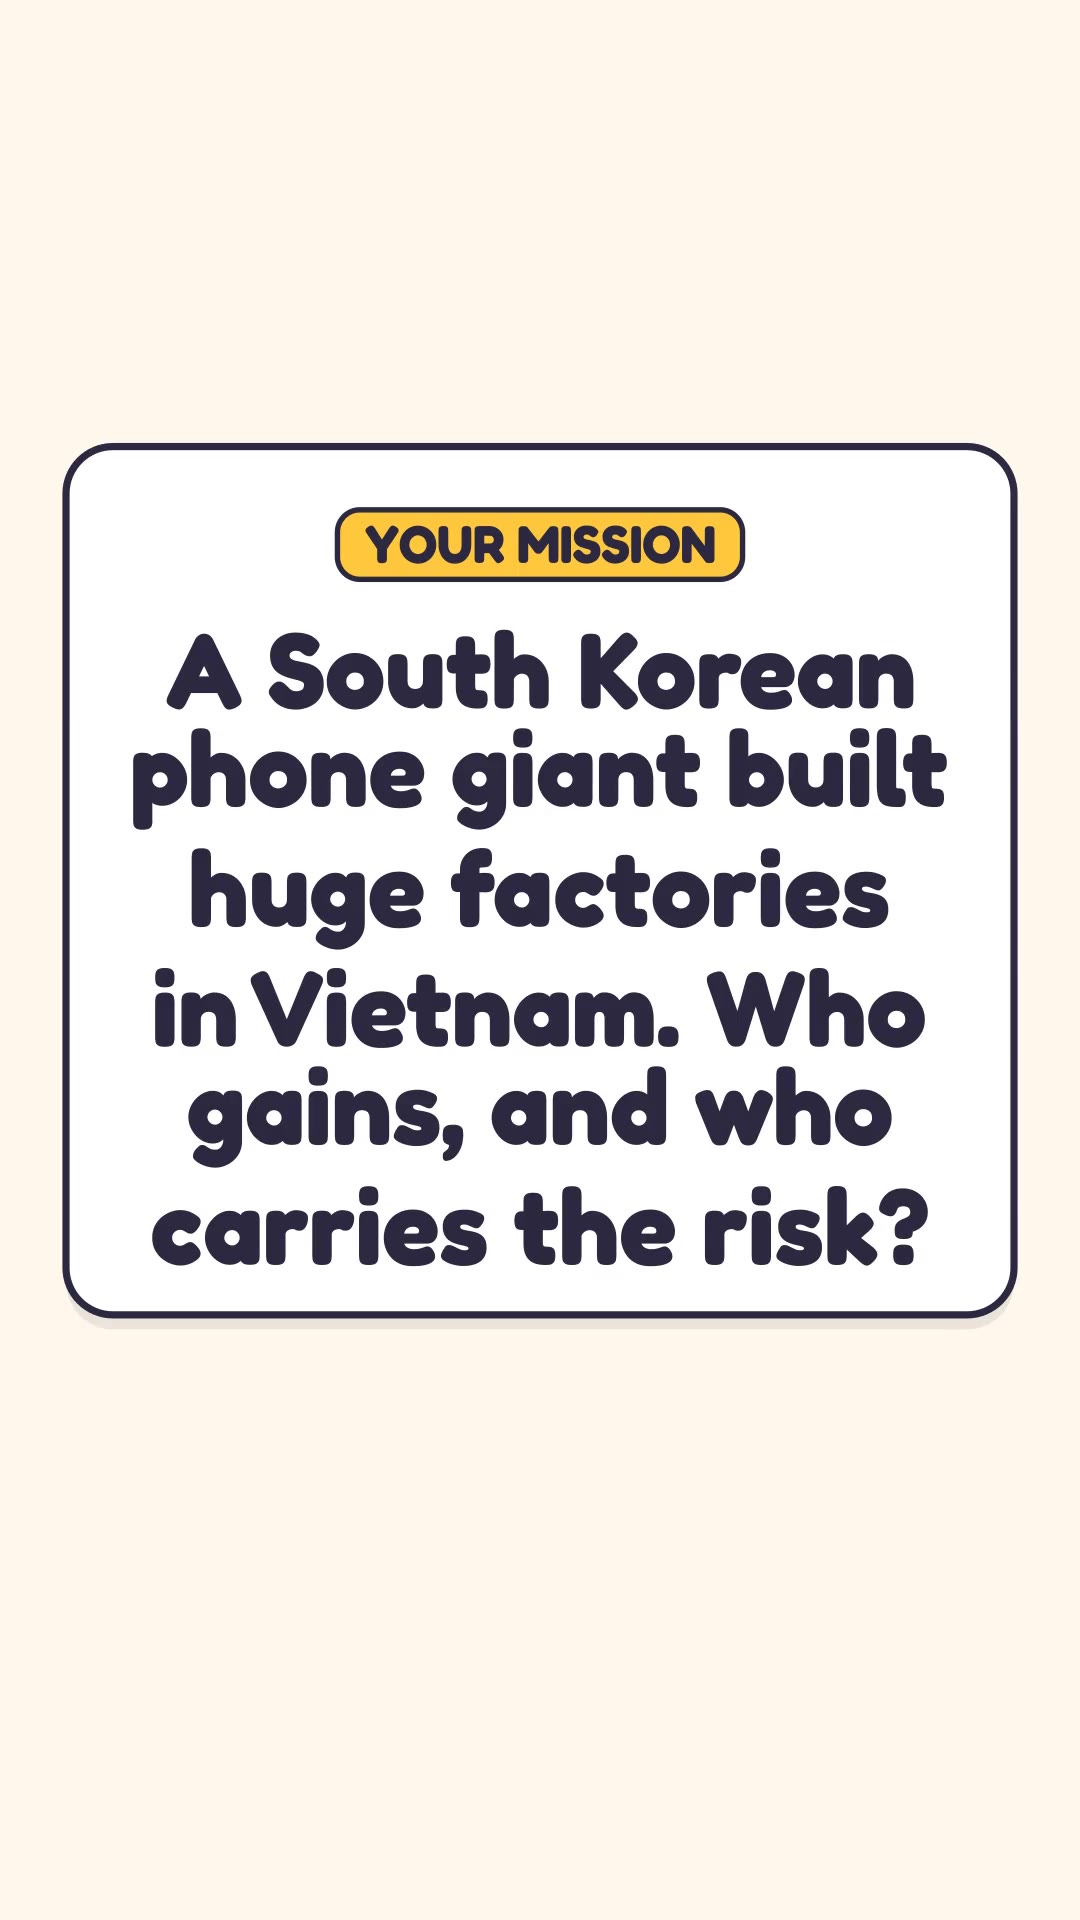 YOUR MISSION
A South Korean
phone giant built
huge factories
in Vietnam. Who
gains, and who
carries the risk?